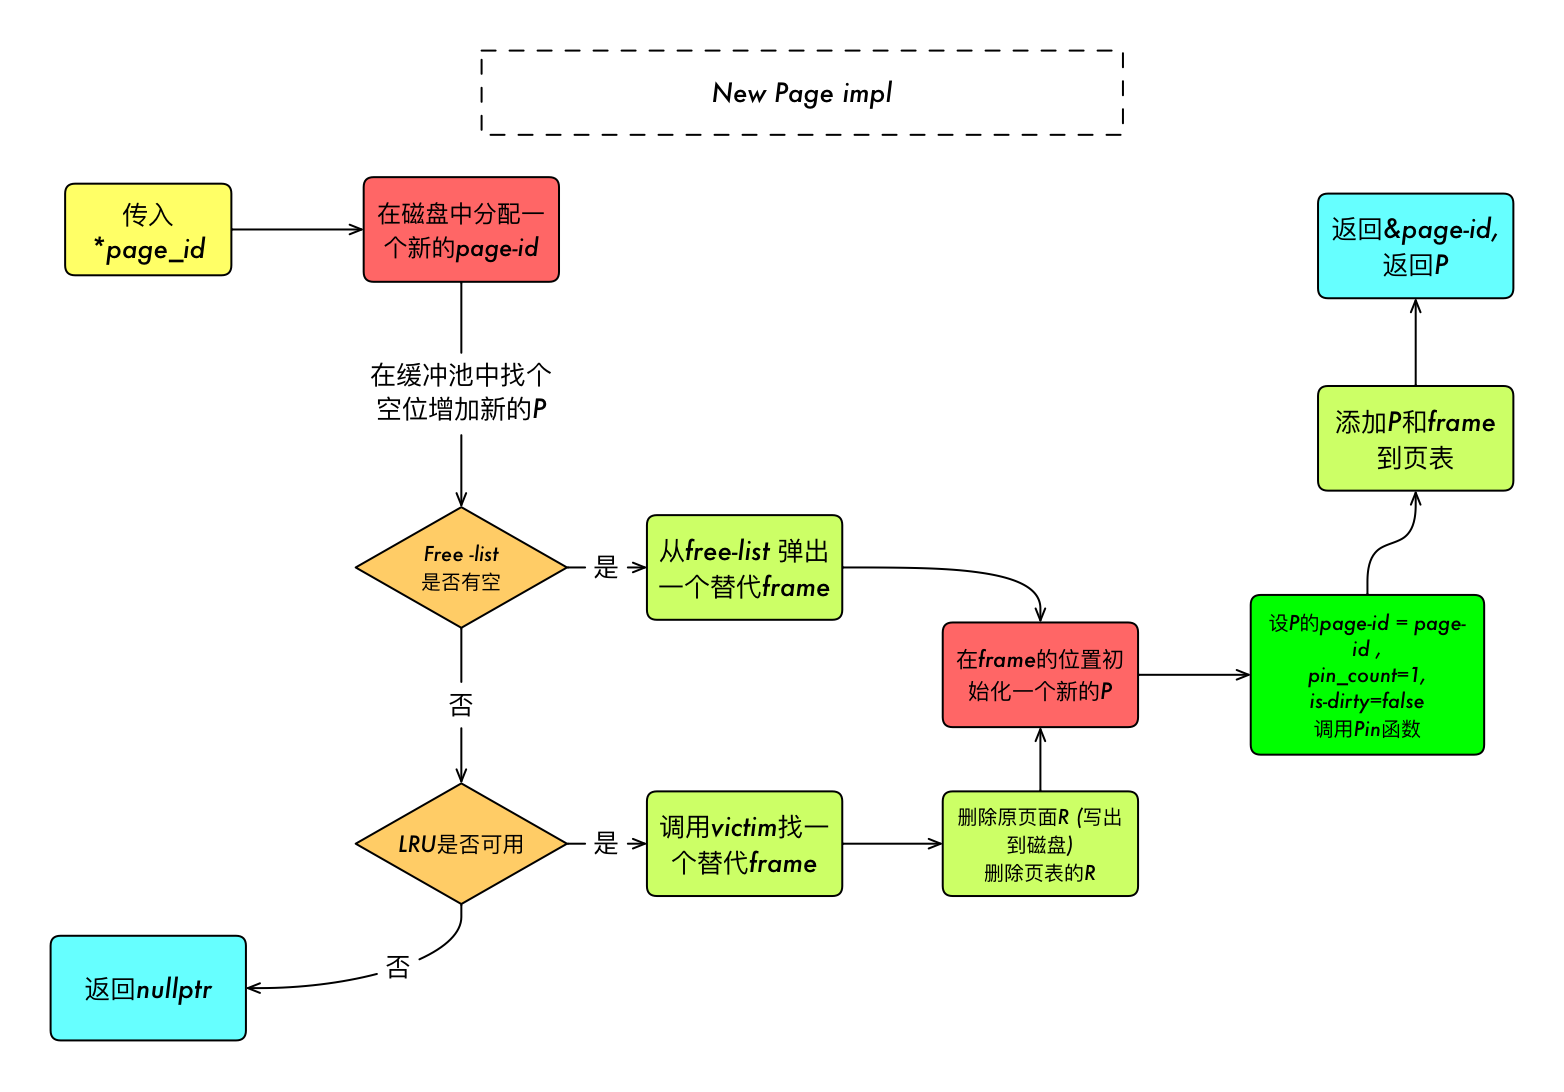 New Page impl
传入
*page_id
在磁盘中分配一
个新的page-id
返回&page-id,
返回P
在缓冲池中找个
空位增加新的P
添加P和frame
到页表
Free -list
是否有空
是
从free-list 弹出
一个替代frame
在frame的位置初
始化一个新的P
设P的page-id = page-
id ,
pin_count=1,
is-dirty=false
调用Pin函数
否
LRU是否可用
是
调用victim找一
个替代frame
删除原页面R (写出
到磁盘)
删除页表的R
否
返回nullptr